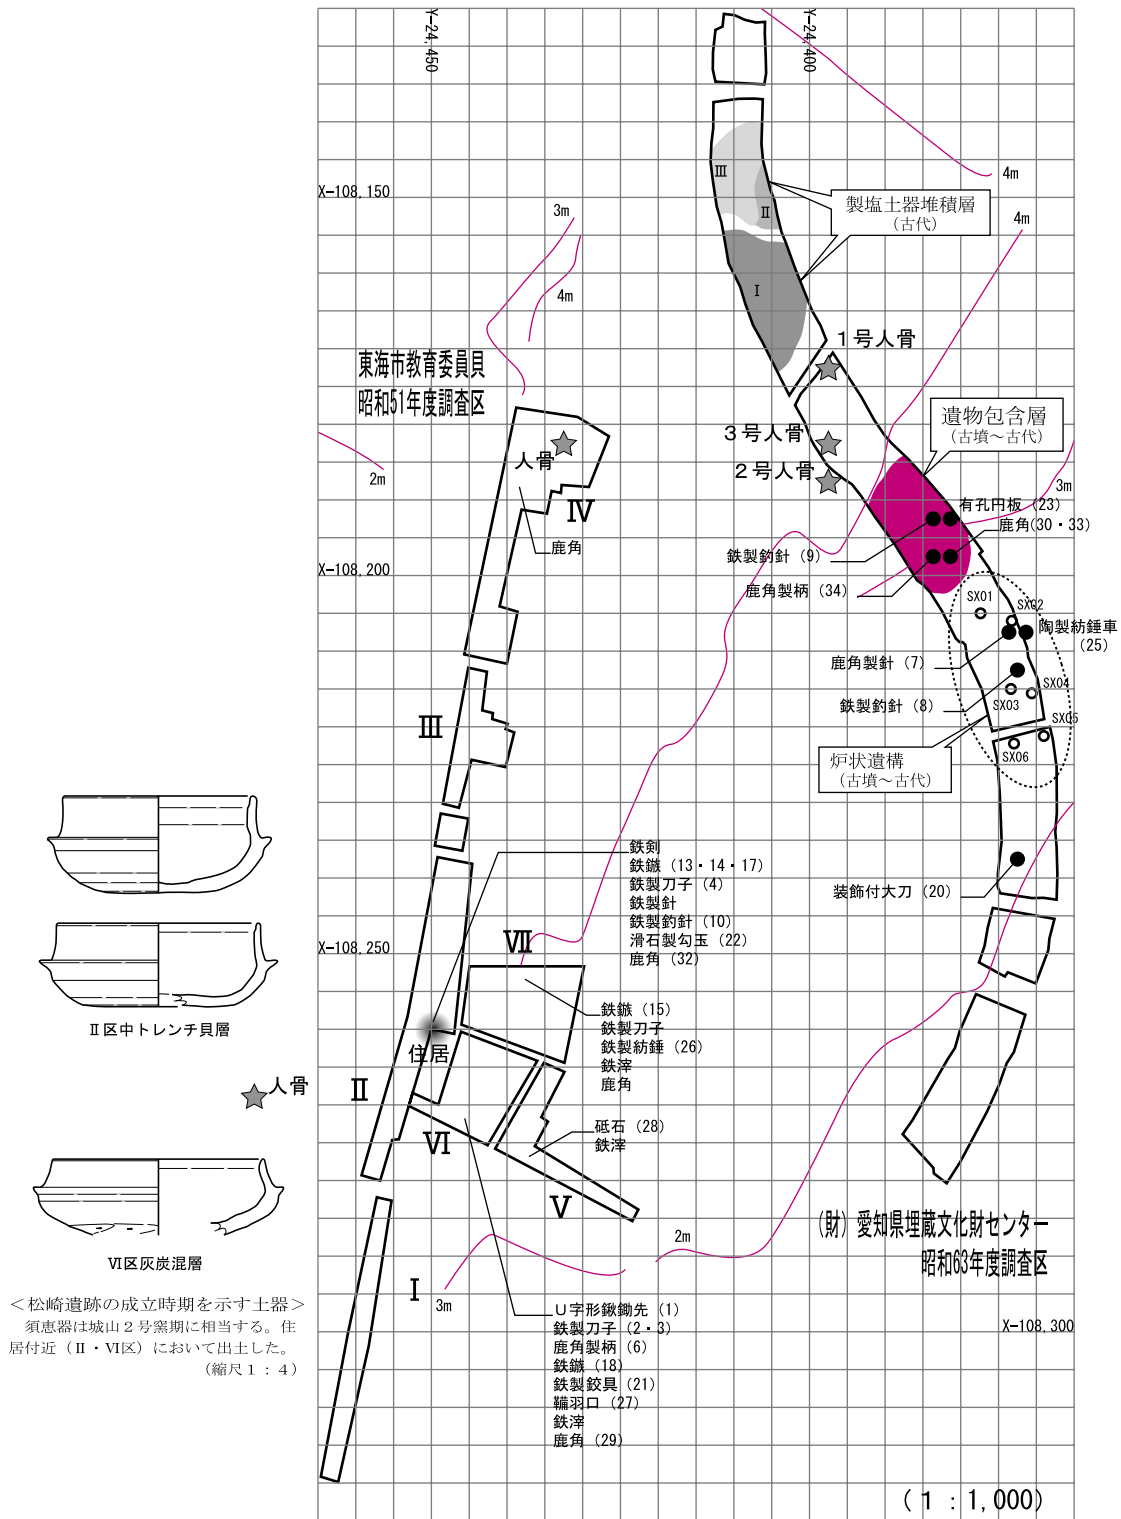 Y-24,450
Y-24,400
X-108,150
3m
4m
Ⅲ
Ⅱ
Ⅰ
製塩土器堆積層
(古代)
4m
4m
東海市教育委員貝
昭和51年度調査区
1号人骨
3号人骨
2号人骨
遺物包含層
(古墳～古代)
人骨
Ⅳ
2m
鹿角
3m
有孔円板 (23)
鹿角(30・33)
鉄製釣針 (9)
鹿角製柄 (34)
X-108,200
SX01
SX02
陶製紡錘車
(25)
鹿角製針 (7)
鉄製釣針 (8)
SX03
SX04
SX05
SX06
炉状遺構
(古墳～古代)
Ⅲ
鉄剣
鉄鏃 (13・14・17)
鉄製刀子 (4)
鉄製針
鉄製釣針 (10)
滑石製勾玉 (22)
鹿角 (32)
装飾付大刀 (20)
X-108,250
Ⅶ
鉄鏃 (15)
鉄製刀子
鉄製紡錘 (26)
鉄滓
鹿角
住居
Ⅱ
Ⅵ
砥石 (28)
鉄滓
Ⅴ
Ⅱ区中トレンチ貝層
人骨
Ⅵ区灰炭混層
＜松崎遺跡の成立時期を示す土器＞
須恵器は城山２号窯期に相当する。住
居付近（Ⅱ・Ⅵ区）において出土した。
(縮尺１：４)
Ⅰ
3m
2m
(財) 愛知県埋蔵文化財センター
昭和63年度調査区
X-108,300
U字形鍬鋤先 (1)
鉄製刀子 (2・3)
鹿角製柄 (6)
鉄鏃 (18)
鉄製鉸具 (21)
鞴羽口 (27)
鉄滓
鹿角 (29)
(1：1,000)